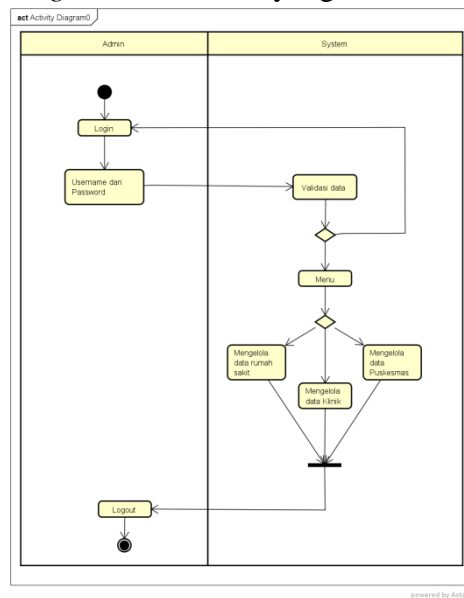 act Activity Diagram0
Admin
System
Login
Username dan
Password
Validasi data
Menu
Mengelola
data rumah
sakit
Mengelola
data Klinik
Mengelola
data
Puskesmas
Logout
powered by Asta